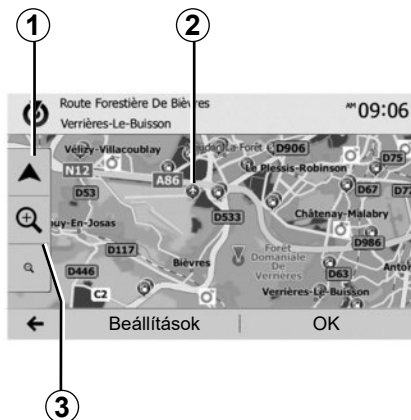 1
2
Route Forestière De Bièvres
Verrières-Le-Buisson
AM 09:06
Vélizy-Villacoublay
D906
D75
Le-Plessis-Robinson
N12
A86
D53
D67
D533
Châtenay-Malabry
D117
D986
Forêt
Domaniale
De
Verrières
Bièvres
D446
D63
C2
Verrières-Le-Buisson
Beállítások
OK
3